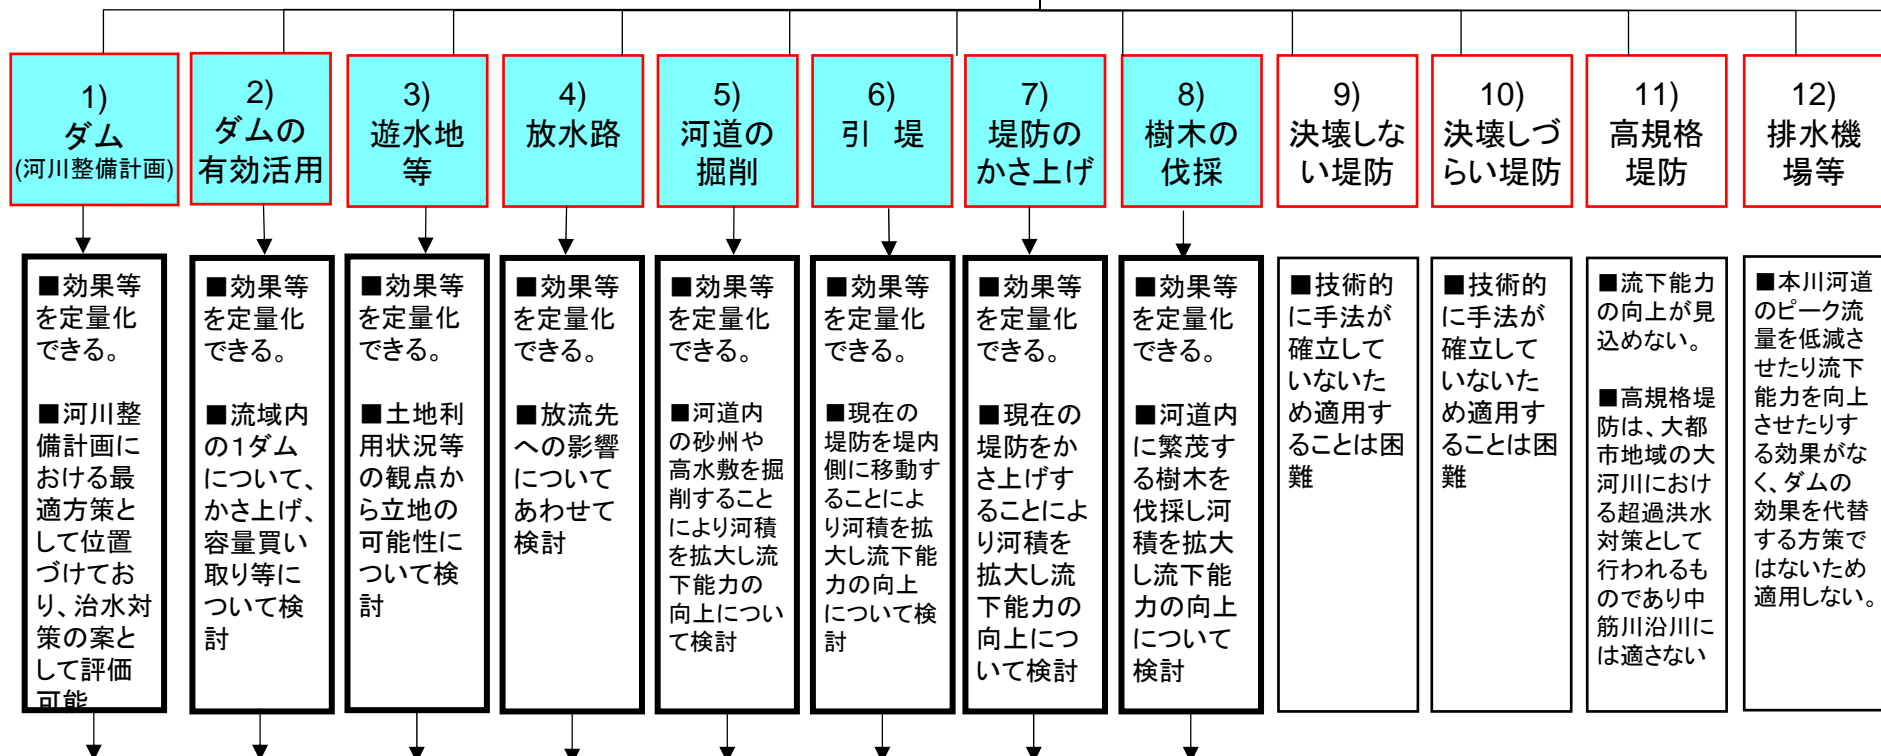 1)
ダム
(河川整備計画)
2)
ダムの
有効活用
3)
遊水地
等
4)
放水路
5)
河道の
掘削
6)
引　堤
7)
堤防の
かさ上げ
8)
樹木の
伐採
9)
決壊しな
い堤防
10)
決壊しづ
らい堤防
11)
高規格
堤防
12)
排水機
場等
■効果等
を定量化
できる。
■河川整
備計画に
おける最
適方策と
して位置
づけてお
り、治水対
策の案と
して評価
可能
■効果等
を定量化
できる。
■流域内
の１ダム
について、
かさ上げ、
容量買い
取り等に
ついて検
討
■効果等
を定量化
できる。
■土地利
用状況等
の観点か
ら立地の
可能性に
ついて検
討
■効果等
を定量化
できる。
■放流先
への影響
について
あわせて
検討
■効果等
を定量化
できる。
■河道内
の砂州や
高水敷を掘
削すること
により河積
を拡大し流
下能力の
向上につい
て検討
■効果等
を定量化
できる。
■現在の
堤防を堤内
側に移動す
ることによ
り河積を拡
大し流下能
力の向上
について検
討
■効果等
を定量化
できる。
■現在の
堤防をか
さ上げす
ることによ
り河積を
拡大し流
下能力の
向上につ
いて検討
■効果等
を定量化
できる。
■河道内
に繁茂す
る樹木を
伐採し河
積を拡大
し流下能
力の向上
について
検討
■技術的
に手法が
確立して
いないた
め適用す
ることは困
難
■技術的
に手法が
確立して
いないた
め適用す
ることは困
難
■流下能力
の向上が見
込めない。
■高規格堤
防は、大都
市地域の大
河川におけ
る超過洪水
対策として
行われるも
のであり中
筋川沿川に
は適さない
■本川河道
のピーク流
量を低減さ
せたり流下
能力を向上
させたりす
る効果がな
く、ダムの
効果を代替
する方策で
はないため
適用しない。